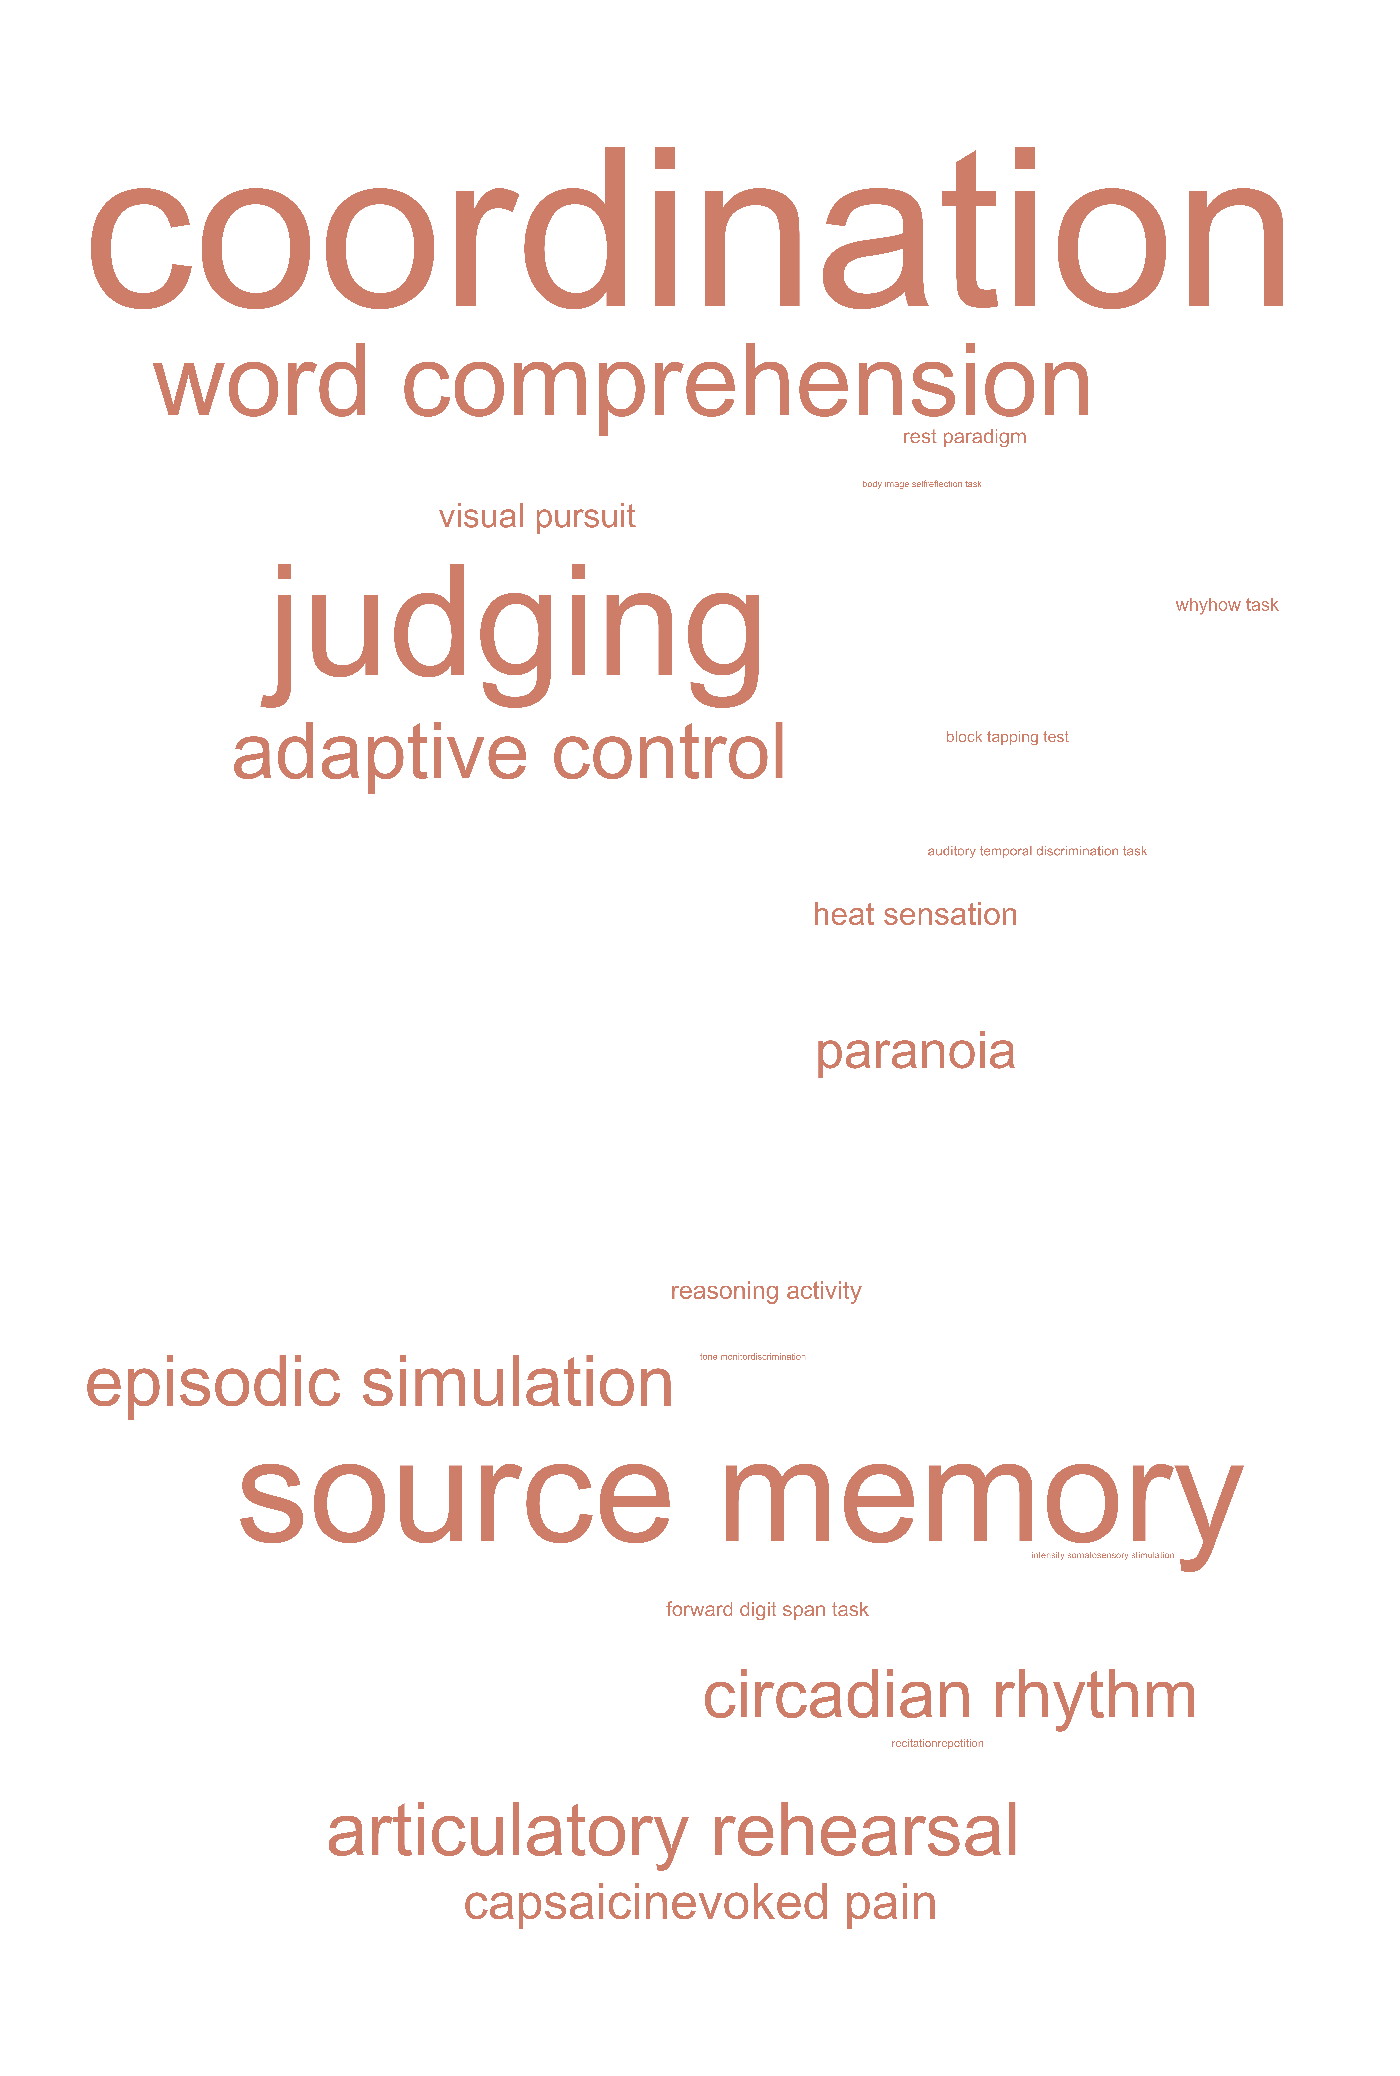 coordination
word comprehension
rest paradigm
body image selfreflection task
visual pursuit
judging
whyhow task
adaptive control
block tapping test
auditory temporal discrimination task
heat sensation
paranoia
reasoning activity
episodic simulation
tone monitordiscrimination
source memory
intensity somatosensory stimulation
forward digit span task
circadian rhythm
recitationrepetition
articulatory rehearsal
capsaicinevoked pain